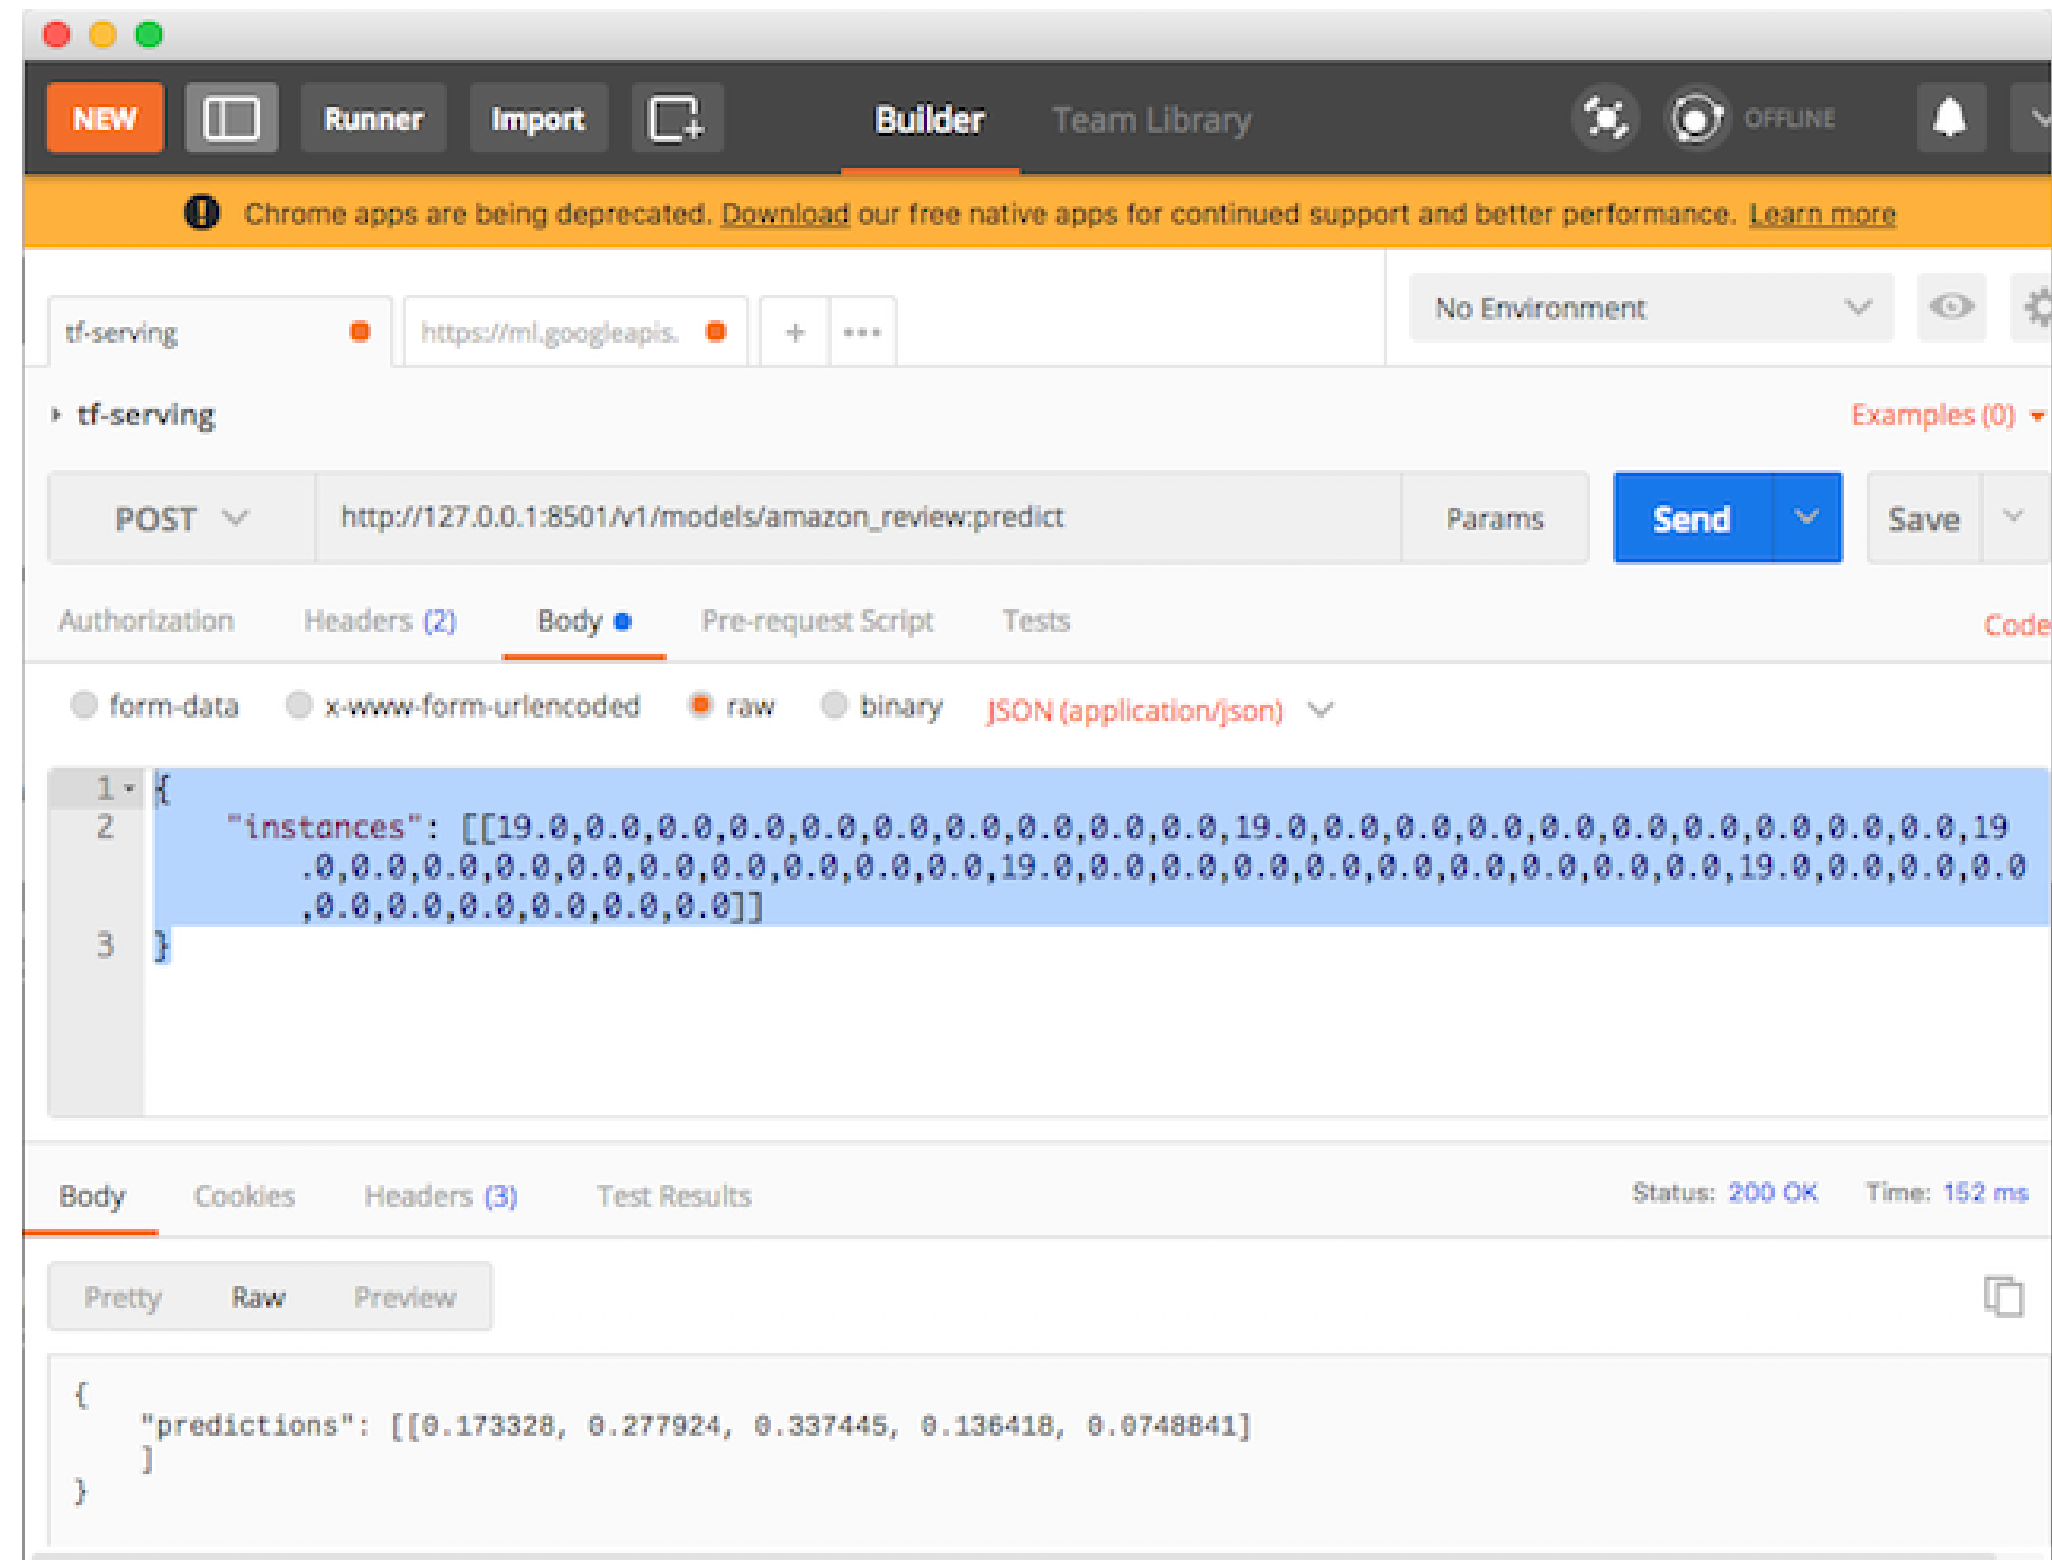 NEW Runner Import Builder Team Library OFFLINE
Chrome apps are being deprecated. Download our free native apps for continued support and better performance. Learn more
tf-serving https://ml.googleapis. + ••• No Environment
tf-serving Examples (0)
POST http://127.0.0.1:8501/v1/models/amazon_review:predict Params Send Save
Authorization Headers (2) Body Pre-request Script Tests Code
form-data x-www-form-urlencoded raw binary JSON (application/json)
1 {
2 "instances": [[19.0,0.0,0.0,0.0,0.0,0.0,0.0,0.0,0.0,0.0,19.0,0.0,0.0,0.0,0.0,0.0,0.0,0.0,0.0,0.0,19
.0,0.0,0.0,0.0,0.0,0.0,0.0,0.0,0.0,0.0,19.0,0.0,0.0,0.0,0.0,0.0,0.0,0.0,0.0,0.0,19.0,0.0,0.0,0.0
,0.0,0.0,0.0,0.0,0.0,0.0]]
3 }
Body Cookies Headers (3) Test Results Status: 200 OK Time: 152 ms
Pretty Raw Preview
{
"predictions": [[0.173328, 0.277924, 0.337445, 0.136418, 0.0748841]
]
}